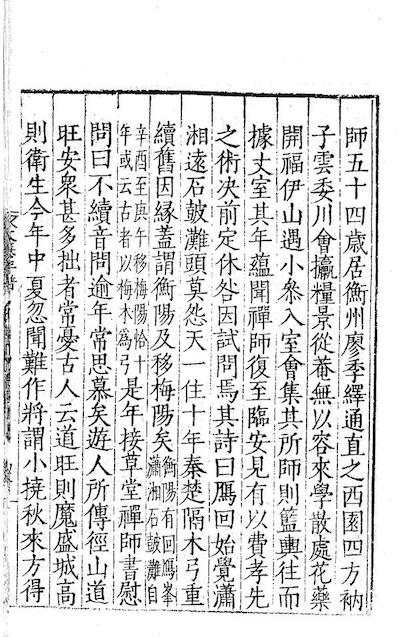 師五十四歲居衡州廖季繹通直之西園四方衲
子雲委川會攟糧景從菴無以容來學散處花藥
開福伊山遇小叅入室會集其所師則籃輿往而
據丈室其年蘊聞禪師復至臨安見有以費孝先
之術決前定休咎因試問焉其詩曰鴈回始覺瀟
湘遠石皷灘頭莫怨天一住十年秦楚隔木弓重
續舊因緣蓋謂衡陽及移梅陽矣衡陽有回鴈峯瀟湘石皷灘自
辛酉至庚午移梅陽恰十年或云古者以梅木爲弓是年接草堂禪師書慰
問曰不續音問逾年常思慕矣遊人所傳徑山道
旺安衆甚多拙者常憂古人云道旺則魔盛城高
則衛生今年中夏忽聞難作將謂小撓秋來方得